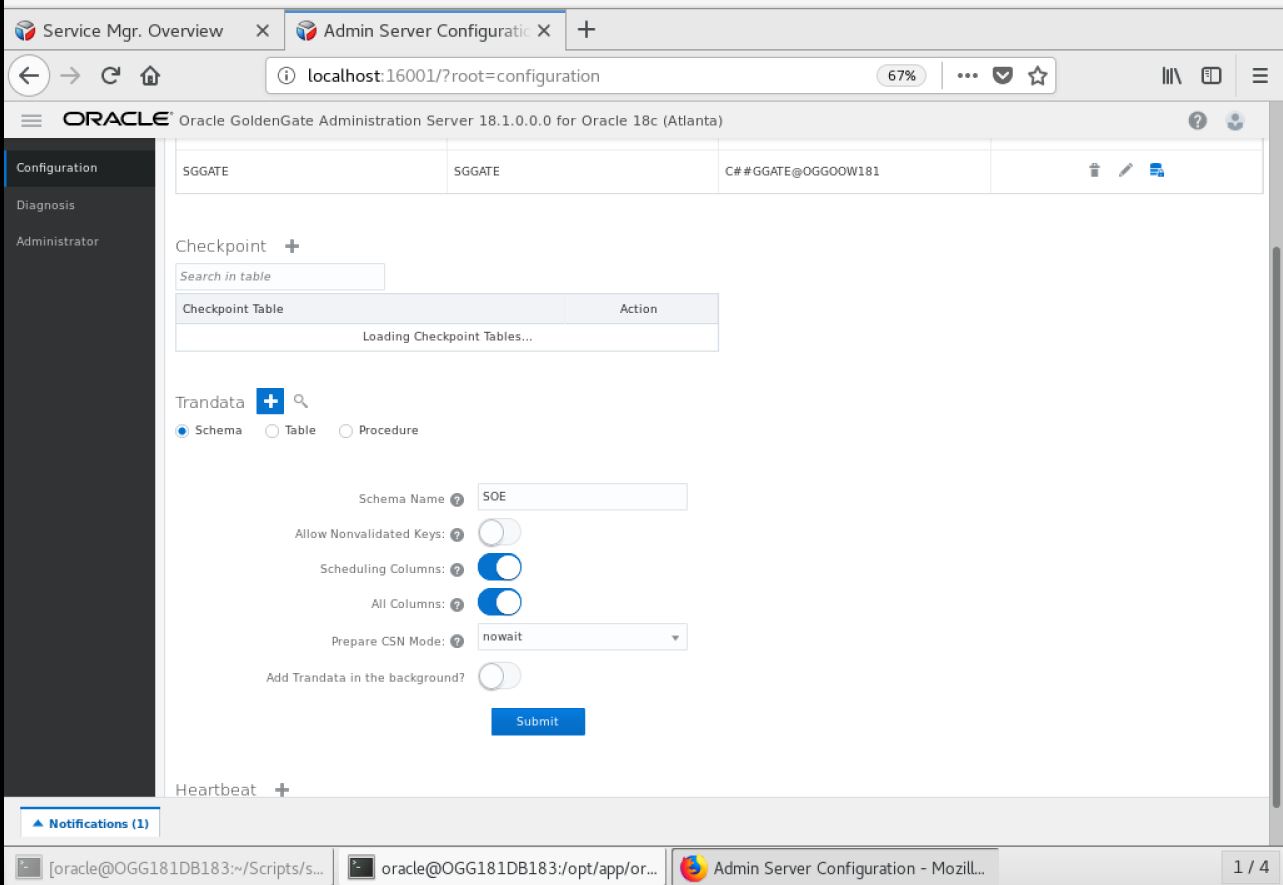 Service Mgr. Overview
Admin Server Configuratio
localhost:16001/?root=configuration
67%
ORACLE Oracle GoldenGate Administration Server 18.1.0.0.0 for Oracle 18c (Atlanta)
Configuration
Diagnosis
Administrator
SGGATE SGGATE C##GGATE@OGGOOW181
Checkpoint
Search in table
Checkpoint Table Action
Loading Checkpoint Tables...
Trandata
Schema Table Procedure
Schema Name SOE
Allow Nonvalidated Keys:
Scheduling Columns:
All Columns:
Prepare CSN Mode: nowait
Add Trandata in the background?
Submit
Heartbeat
Notifications (1)
[oracle@OGG181DB183:~/Scripts/s...
oracle@OGG181DB183:/opt/app/or...
Admin Server Configuration - Mozill...
1 / 4